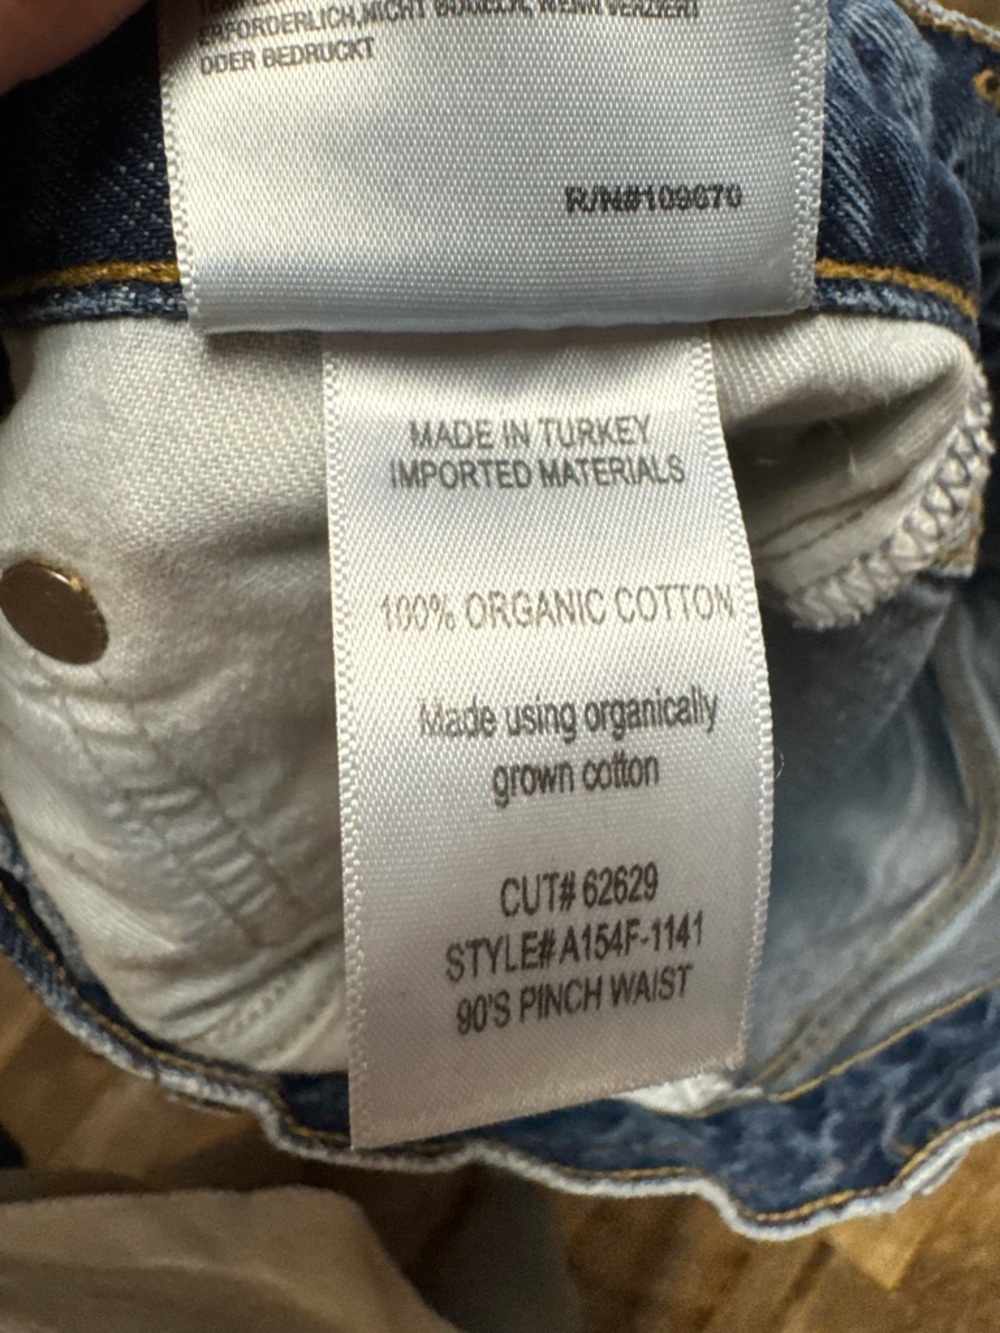 ERFORDERLICH.NICHT BÜGELN, WENN VERZIERT
ODER BEDRUCKT
R/N#109670
MADE IN TURKEY
IMPORTED MATERIALS
100% ORGANIC COTTON
Made using organically
grown cotton
CUT# 62629
STYLE# A154F-1141
90'S PINCH WAIST